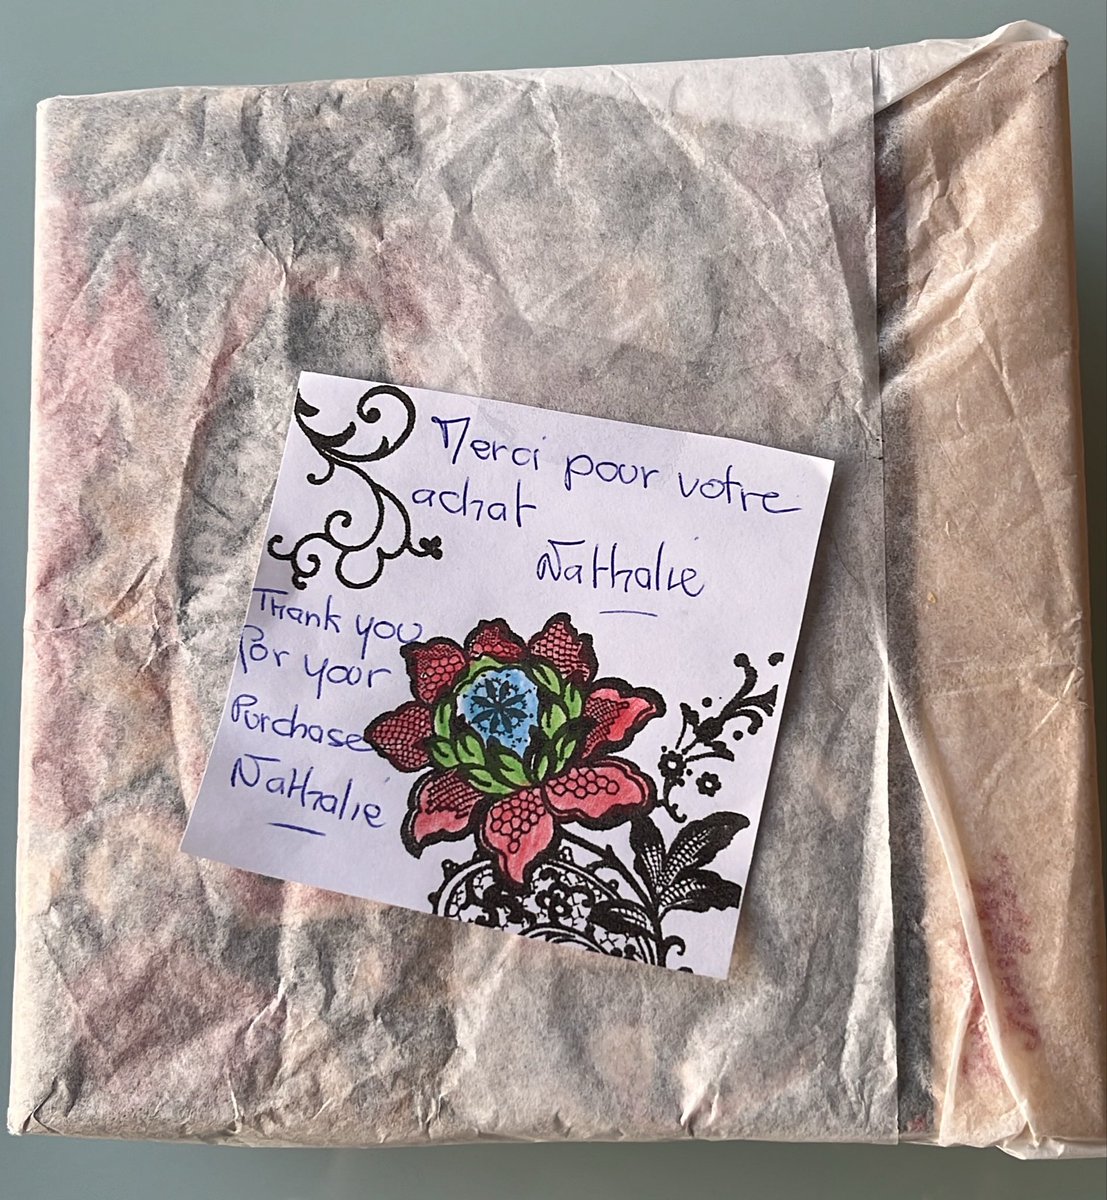 Merci pour votre
achat
Nathalie
Thank you
For your
Purchase
Nathalie